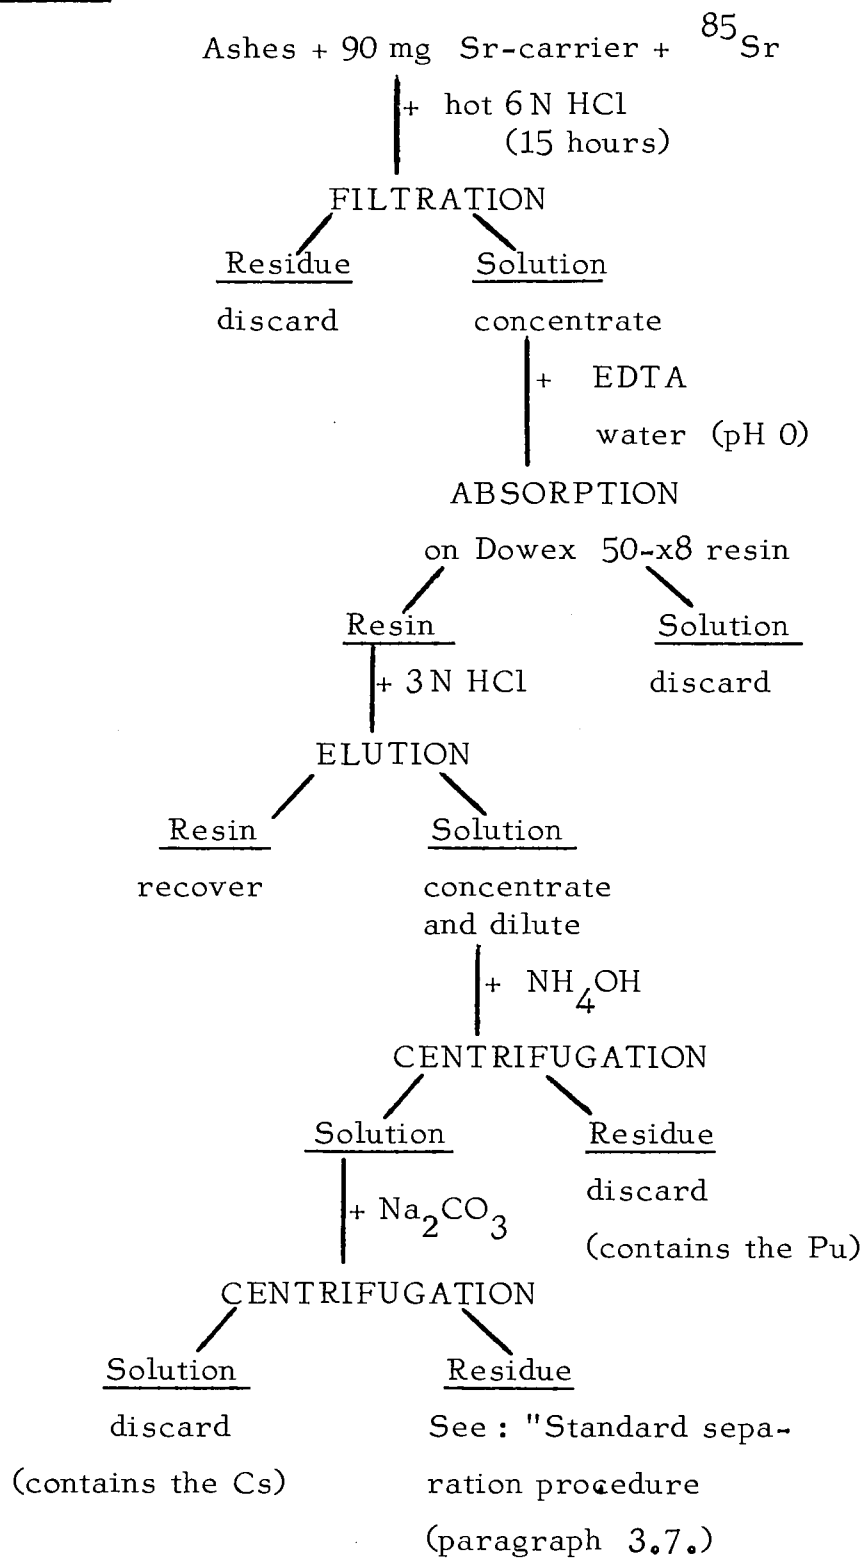 Ashes + 90 mg Sr-carrier + ⁸⁵Sr
+ hot 6N HCl
(15 hours)
FILTRATION
Residue Solution
discard concentrate
+ EDTA
water (pH 0)
ABSORPTION
on Dowex 50-x8 resin
Resin Solution
+ 3N HCl discard
ELUTION
Resin Solution
recover concentrate
and dilute
+ NH₄OH
CENTRIFUGATION
Solution Residue
discard
+ Na₂CO₃
(contains the Pu)
CENTRIFUGATION
Solution Residue
discard See : "Standard sepa-
(contains the Cs) ration procedure
(paragraph 3.7.)